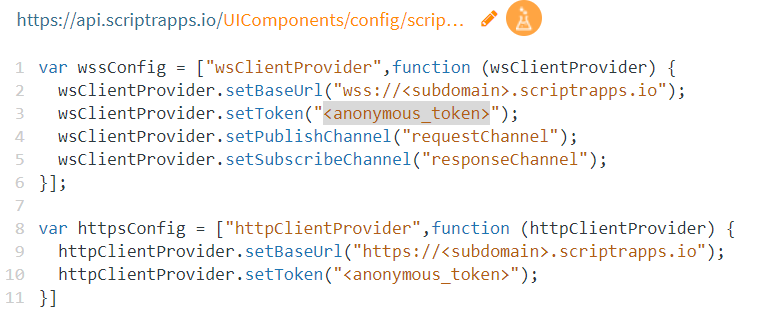 https://api.scriptrapps.io/UIComponents/config/scrip...
1 var wssConfig = ["wsClientProvider",function (wsClientProvider) {
2   wsClientProvider.setBaseUrl("wss://<subdomain>.scriptrapps.io");
3   wsClientProvider.setToken("<anonymous_token>");
4   wsClientProvider.setPublishChannel("requestChannel");
5   wsClientProvider.setSubscribeChannel("responseChannel");
6 }];
7
8 var httpsConfig = ["httpClientProvider",function (httpClientProvider) {
9   httpClientProvider.setBaseUrl("https://<subdomain>.scriptrapps.io");
10   httpClientProvider.setToken("<anonymous_token>");
11 }]